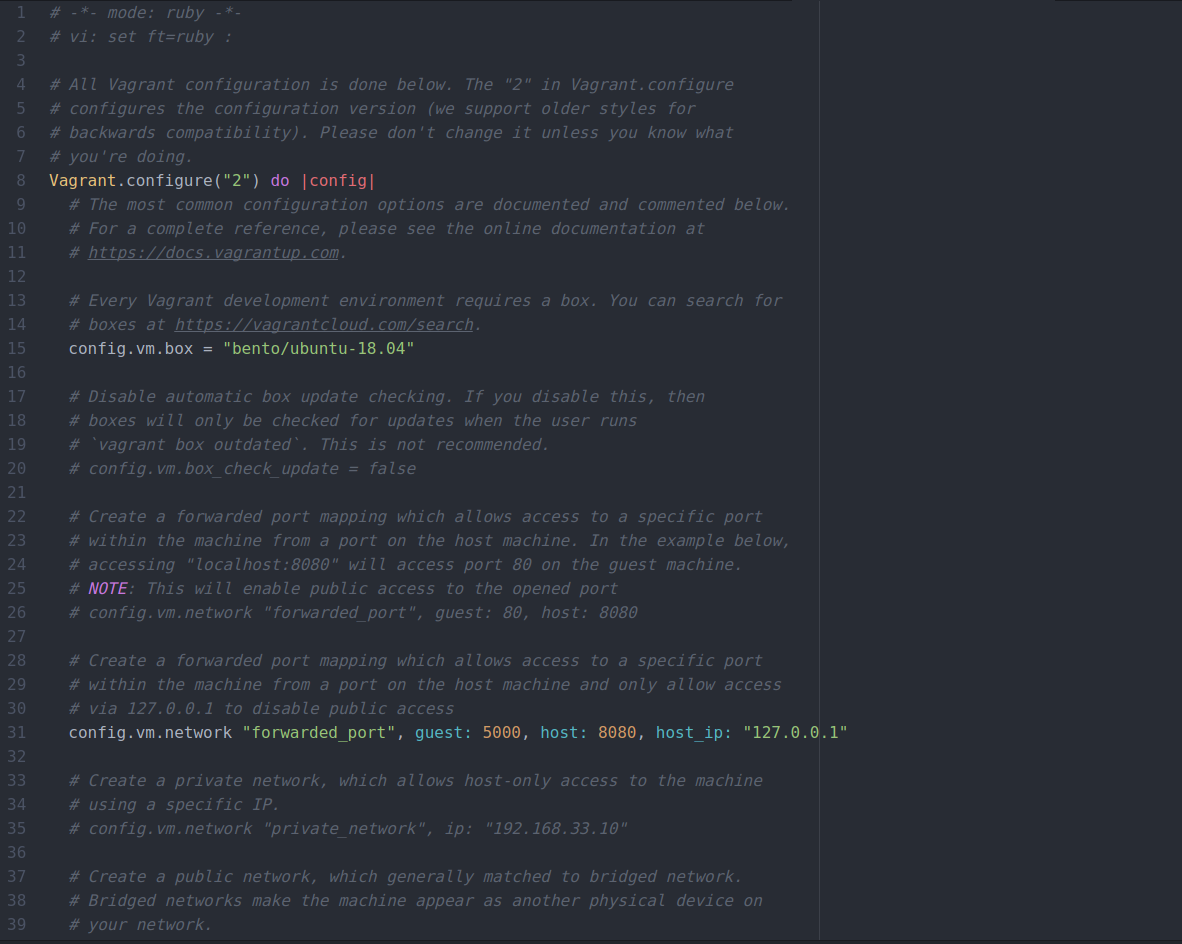 1 # -*- mode: ruby -*-
2 # vi: set ft=ruby :
3
4 # All Vagrant configuration is done below. The "2" in Vagrant.configure
5 # configures the configuration version (we support older styles for
6 # backwards compatibility). Please don't change it unless you know what
7 # you're doing.
8 Vagrant.configure("2") do |config|
9   # The most common configuration options are documented and commented below.
10   # For a complete reference, please see the online documentation at
11   # https://docs.vagrantup.com.
12
13   # Every Vagrant development environment requires a box. You can search for
14   # boxes at https://vagrantcloud.com/search.
15   config.vm.box = "bento/ubuntu-18.04"
16
17   # Disable automatic box update checking. If you disable this, then
18   # boxes will only be checked for updates when the user runs
19   # `vagrant box outdated`. This is not recommended.
20   # config.vm.box_check_update = false
21
22   # Create a forwarded port mapping which allows access to a specific port
23   # within the machine from a port on the host machine. In the example below,
24   # accessing "localhost:8080" will access port 80 on the guest machine.
25   # NOTE: This will enable public access to the opened port
26   # config.vm.network "forwarded_port", guest: 80, host: 8080
27
28   # Create a forwarded port mapping which allows access to a specific port
29   # within the machine from a port on the host machine and only allow access
30   # via 127.0.0.1 to disable public access
31   config.vm.network "forwarded_port", guest: 5000, host: 8080, host_ip: "127.0.0.1"
32
33   # Create a private network, which allows host-only access to the machine
34   # using a specific IP.
35   # config.vm.network "private_network", ip: "192.168.33.10"
36
37   # Create a public network, which generally matched to bridged network.
38   # Bridged networks make the machine appear as another physical device on
39   # your network.